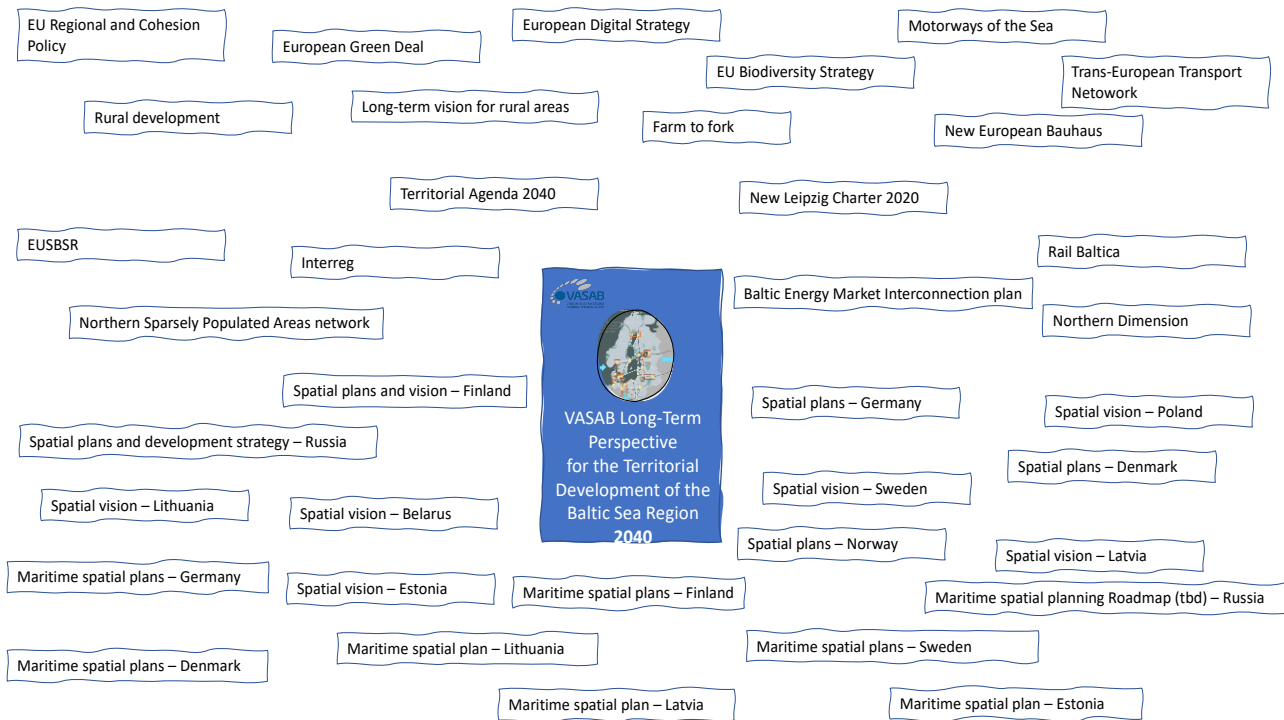 EU Regional and Cohesion
Policy
European Green Deal
European Digital Strategy
Motorways of the Sea
EU Biodiversity Strategy
Trans-European Transport
Netowork
Rural development
Long-term vision for rural areas
Farm to fork
New European Bauhaus
Territorial Agenda 2040
New Leipzig Charter 2020
EUSBSR
Interreg
Rail Baltica
Baltic Energy Market Interconnection plan
Northern Sparsely Populated Areas network
Northern Dimension
VASAB
VASAB Long-Term
Perspective
for the Territorial
Development of the
Baltic Sea Region
2040
Spatial plans and vision – Finland
Spatial plans – Germany
Spatial vision – Poland
Spatial plans and development strategy – Russia
Spatial plans – Denmark
Spatial vision – Lithuania
Spatial vision – Belarus
Spatial vision – Sweden
Spatial plans – Norway
Spatial vision – Latvia
Maritime spatial plans – Germany
Spatial vision – Estonia
Maritime spatial plans – Finland
Maritime spatial planning Roadmap (tbd) – Russia
Maritime spatial plan – Lithuania
Maritime spatial plans – Sweden
Maritime spatial plans – Denmark
Maritime spatial plan – Latvia
Maritime spatial plan – Estonia